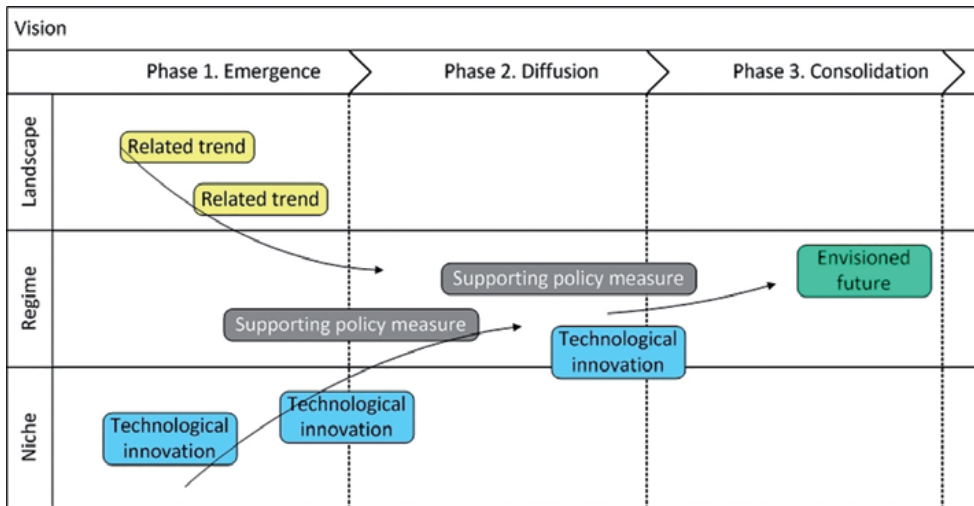 Vision
Phase 1. Emergence
Phase 2. Diffusion
Phase 3. Consolidation
Landscape
Related trend
Related trend
Regime
Supporting policy measure
Envisioned
future
Supporting policy measure
Technological
innovation
Niche
Technological
innovation
Technological
innovation